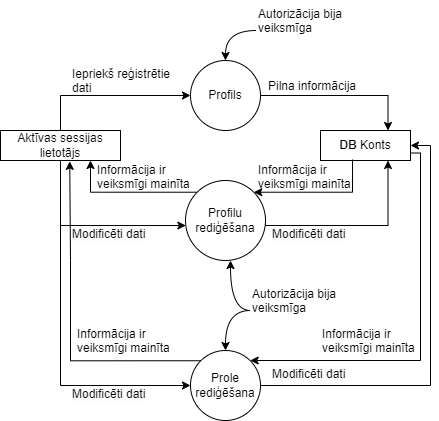 Autorizācija bija
veiksmīga
Iepriekš reģistrētie
dati
Profils
Pilna informācija
Aktīvas sessijas
lietotājs
DB Konts
Informācija ir
veiksmīgi mainīta
Informācija ir
veiksmīgi mainīta
Profilu
rediģēšana
Modificēti dati
Modificēti dati
Autorizācija bija
veiksmīga
Informācija ir
veiksmīgi mainīta
Informācija ir
veiksmīgi mainīta
Prole
rediģēšana
Modificēti dati
Modificēti dati